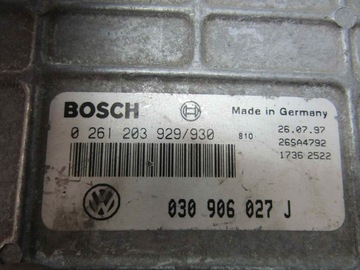 BOSCH Made in Germany
0 261 203 929/930 810 26.07.97
26SA4792
1736 2522
030 906 027 J